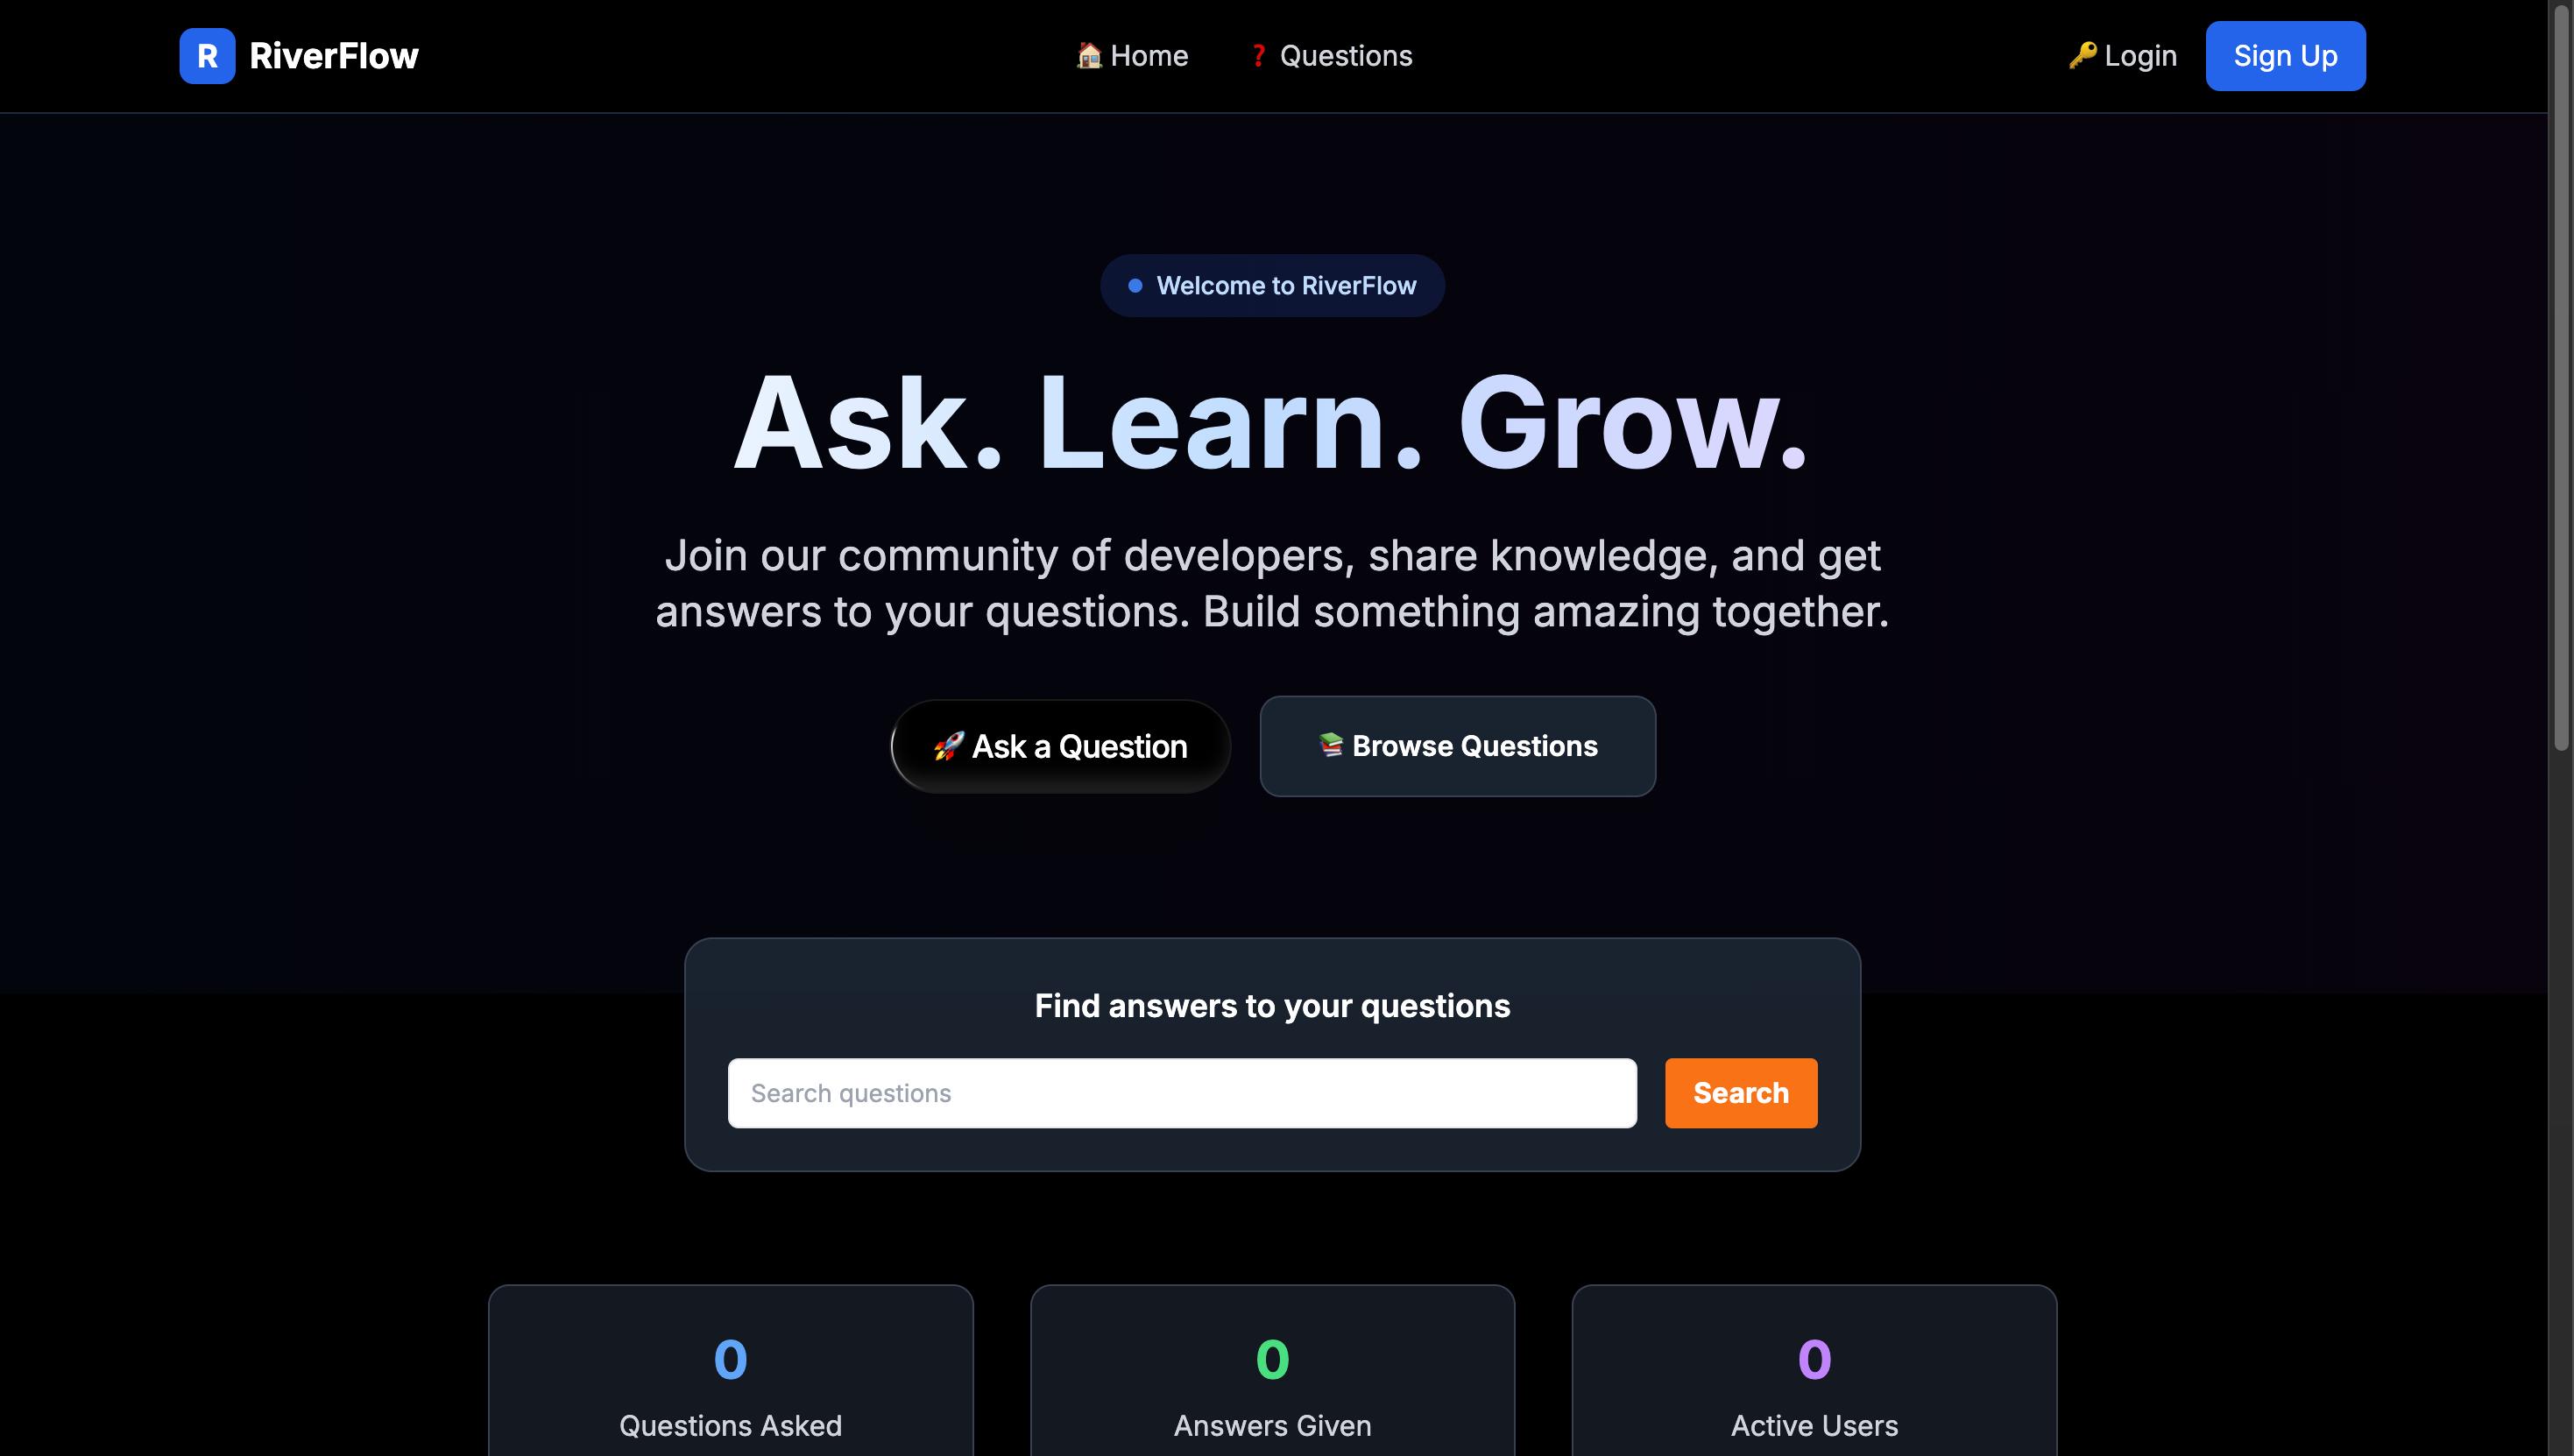 R RiverFlow
🏠 Home
❓ Questions
🔑 Login
Sign Up
Welcome to RiverFlow
Ask. Learn. Grow.
Join our community of developers, share knowledge, and get
answers to your questions. Build something amazing together.
🚀 Ask a Question
📚 Browse Questions
Find answers to your questions
Search questions
Search
0
Questions Asked
0
Answers Given
0
Active Users